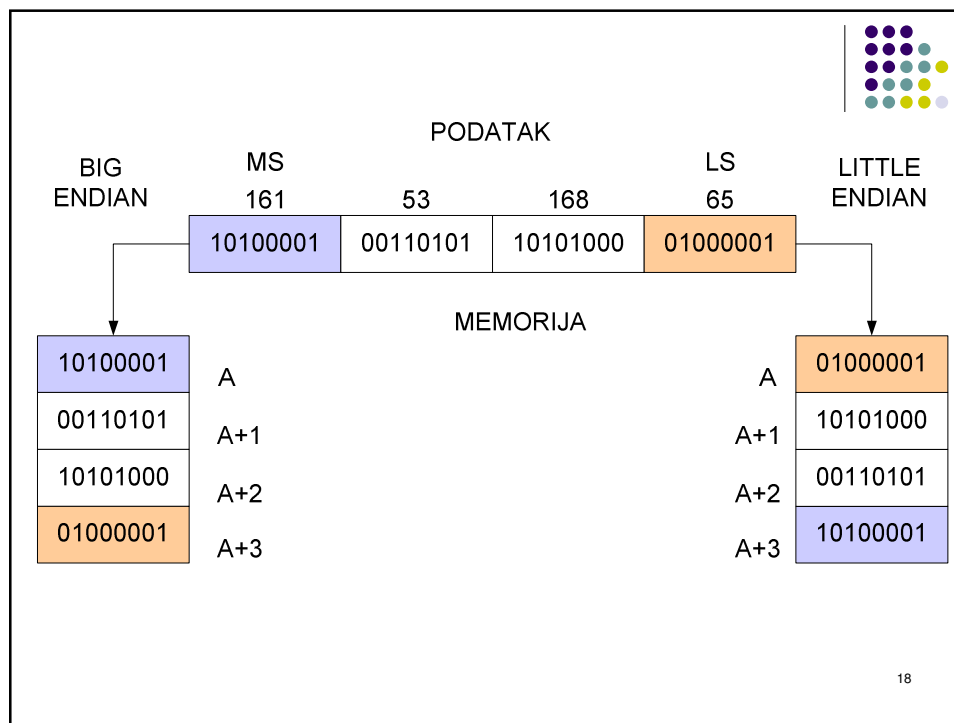 PODATAK
BIG
ENDIAN
MS
LS
LITTLE
ENDIAN
161 53 168 65
10100001 00110101 10101000 01000001
MEMORIJA
10100001 A A 01000001
00110101 A+1 A+1 10101000
10101000 A+2 A+2 00110101
01000001 A+3 A+3 10100001
18